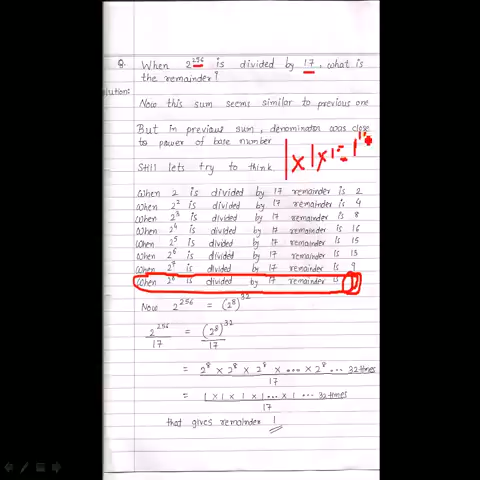 Q. When 2^256 is divided by 17, what is
the remainder?
olution:
Now this sum seems similar to previous one
But in previous sum, denominator was close
to power of base number
Still lets try to think
1 x 1 x 1 = 1
When 2 is divided by 17 remainder is 2
When 2^2 is divided by 17 remainder is 4
When 2^3 is divided by 17 remainder is 8
When 2^4 is divided by 17 remainder is 16
When 2^5 is divided by 17 remainder is 15
When 2^6 is divided by 17 remainder is 13
When 2^7 is divided by 17 remainder is 9
When 2^8 is divided by 17 remainder is 1
Now 2^256 = (2^8)^32
2^256/17 = (2^8)^32/17
= 2^8 × 2^8 × 2^8 × ... × 2^8 ... 32 times/17
= (1 × 1 × 1 × 1 ... × 1 ... 32 times/17
that gives remainder 1